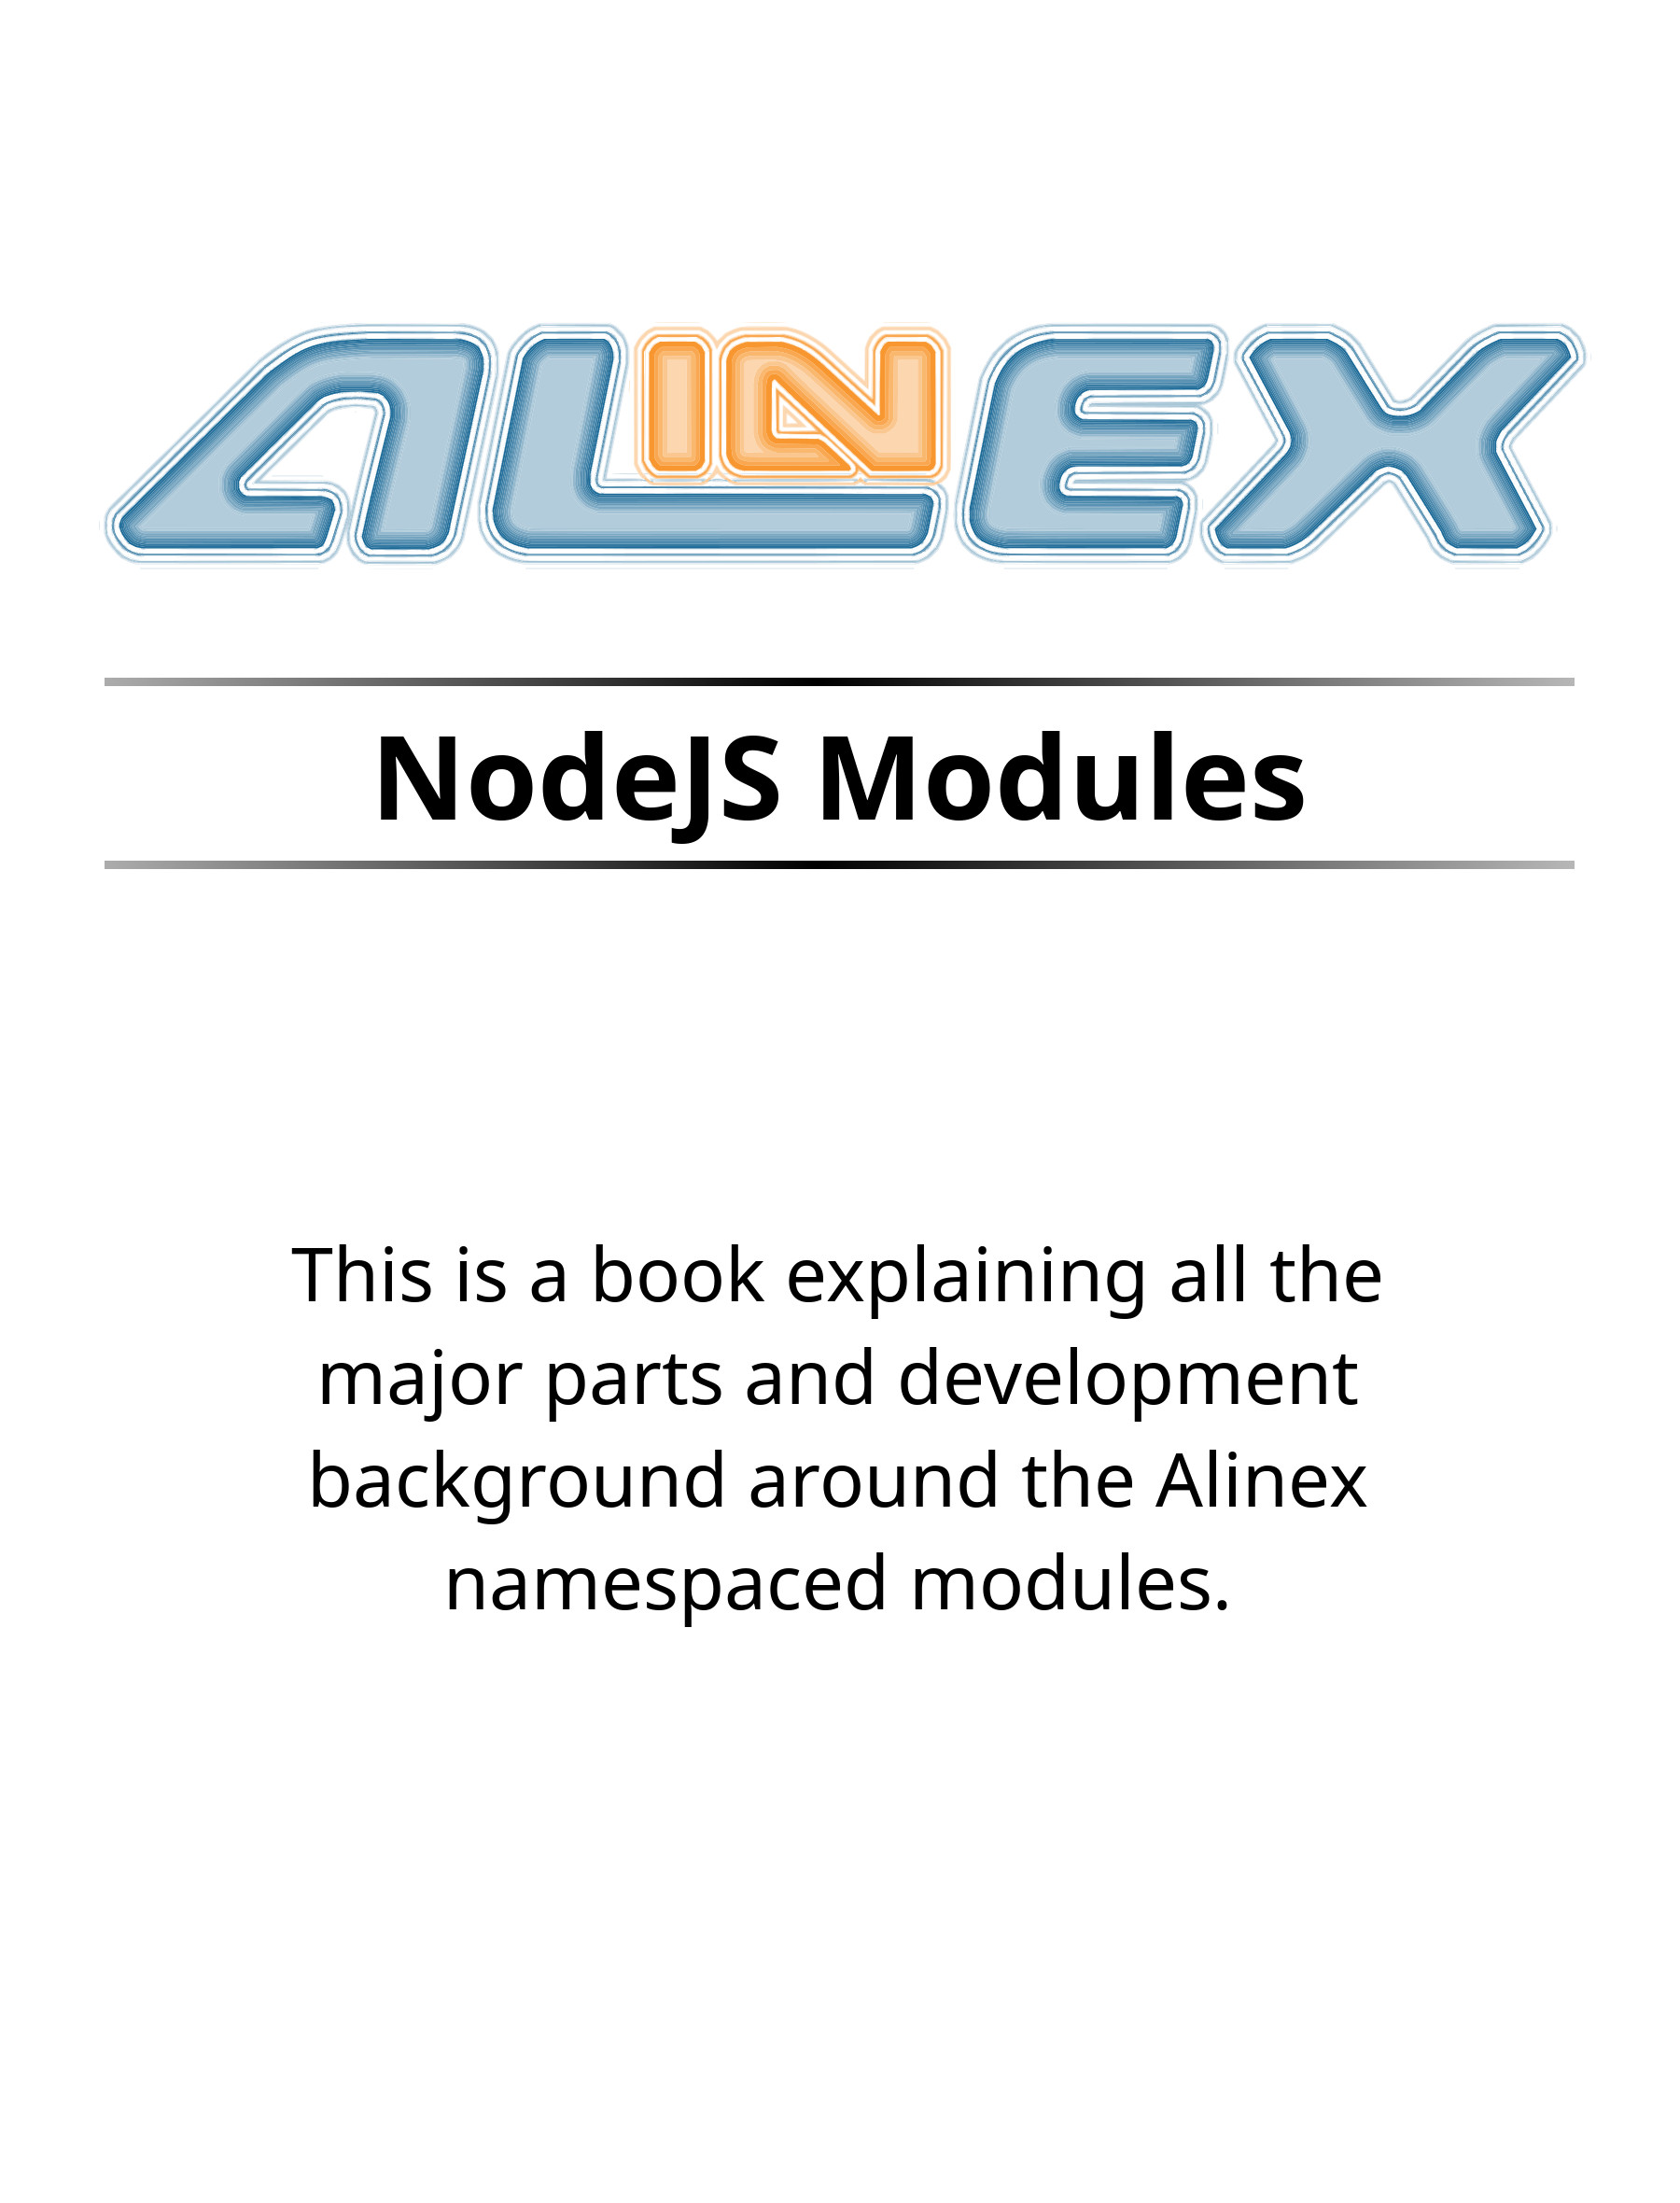 ALINEX
NodeJS Modules
This is a book explaining all the
major parts and development
background around the Alinex
namespaced modules.